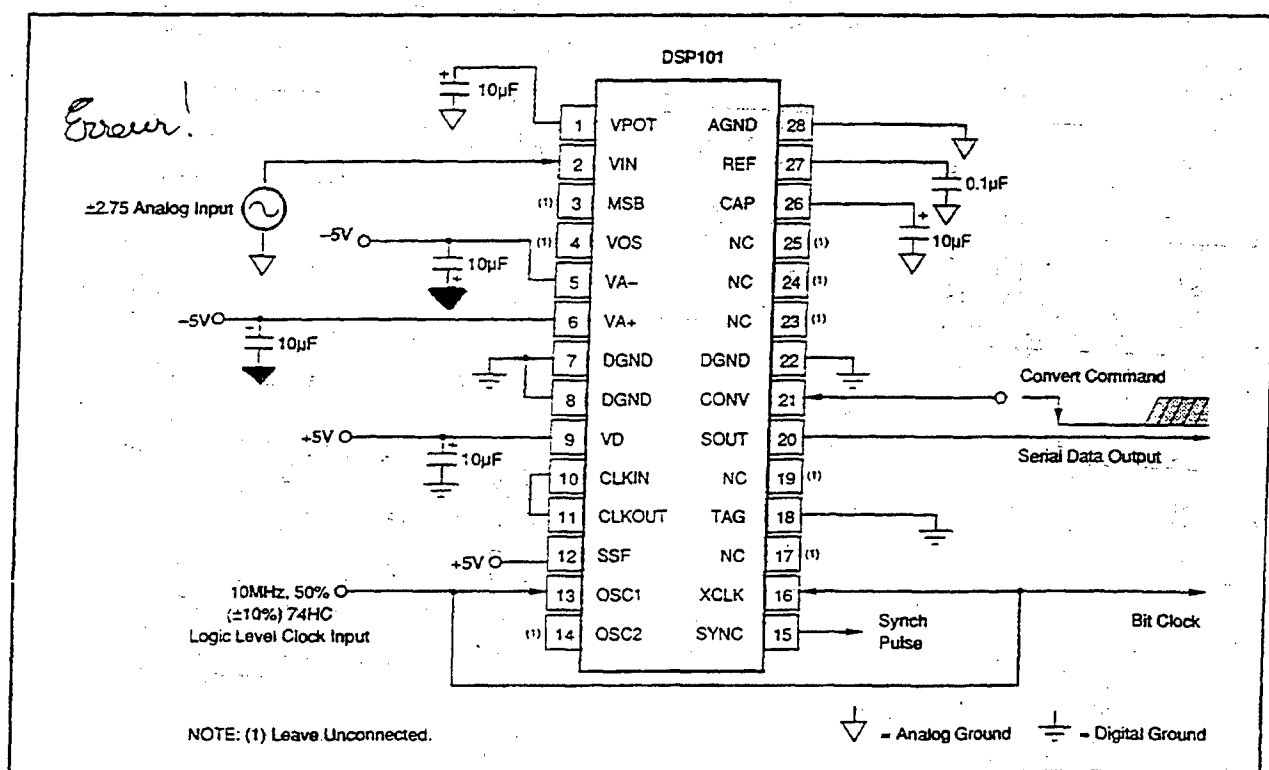 DSP101
Erreur!
+
10µF
1 VPOT AGND 28
2 VIN REF 27
0.1µF
±2.75 Analog Input
(1) 3 MSB CAP 26
+
10µF
−5V
(1) 4 VOS NC 25 (1)
10µF
+
5 VA− NC 24 (1)
−5V
6 VA+ NC 23 (1)
10µF
7 DGND DGND 22
Convert Command
8 DGND CONV 21
+5V
9 VD SOUT 20
+
10µF
Serial Data Output
10 CLKIN NC 19 (1)
11 CLKOUT TAG 18
+5V
12 SSF NC 17 (1)
10MHz, 50%
(±10%) 74HC
Logic Level Clock Input
13 OSC1 XCLK 16
Bit Clock
(1) 14 OSC2 SYNC 15
Synch
Pulse
NOTE: (1) Leave Unconnected.
= Analog Ground
= Digital Ground